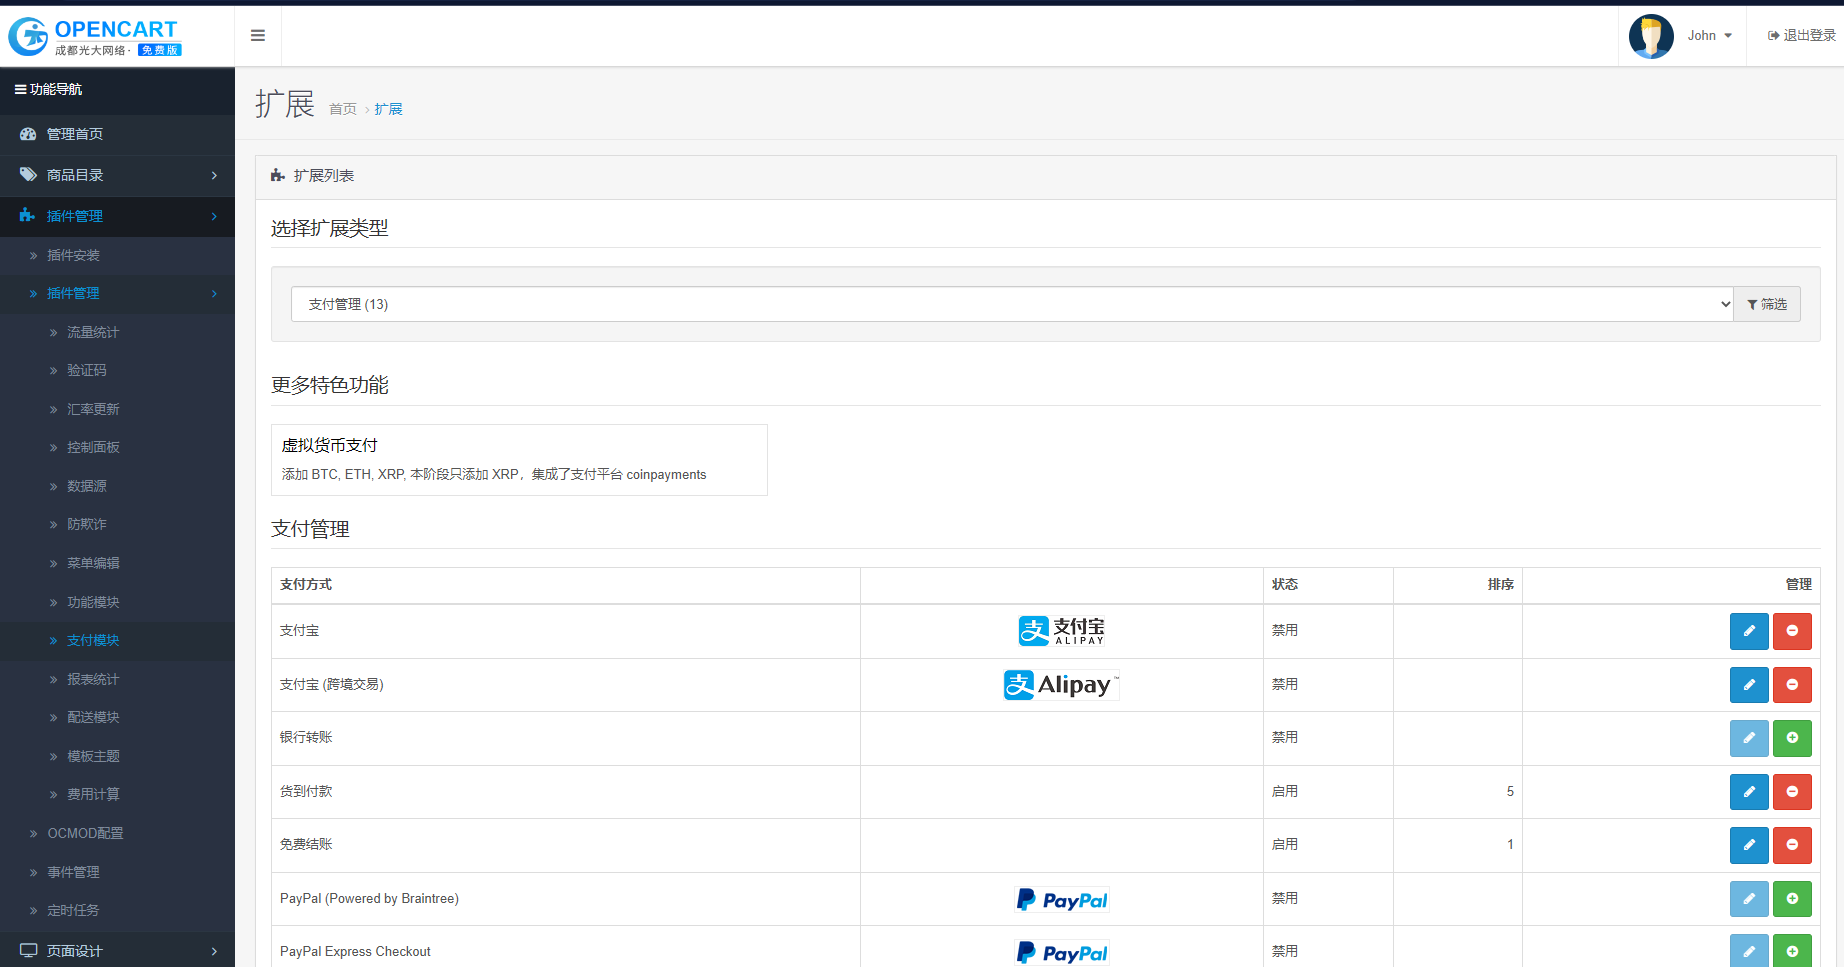 OPENCART
成都光大网络· 免费版
John
退出登录
功能导航
管理首页
商品目录
插件管理
插件安装
插件管理
流量统计
验证码
汇率更新
控制面板
数据源
防欺诈
菜单编辑
功能模块
支付模块
报表统计
配送模块
模板主题
费用计算
OCMOD配置
事件管理
定时任务
页面设计
扩展 首页 › 扩展
扩展列表
选择扩展类型
支付管理 (13) 筛选
更多特色功能
虚拟货币支付
添加 BTC, ETH, XRP, 本阶段只添加 XRP，集成了支付平台 coinpayments
支付管理
支付方式 状态 排序 管理
支付宝 支 支付宝 ALIPAY 禁用
支付宝 (跨境交易) 支 Alipay™ 禁用
银行转账 禁用
货到付款 启用 5
免费结账 启用 1
PayPal (Powered by Braintree) PayPal 禁用
PayPal Express Checkout PayPal 禁用